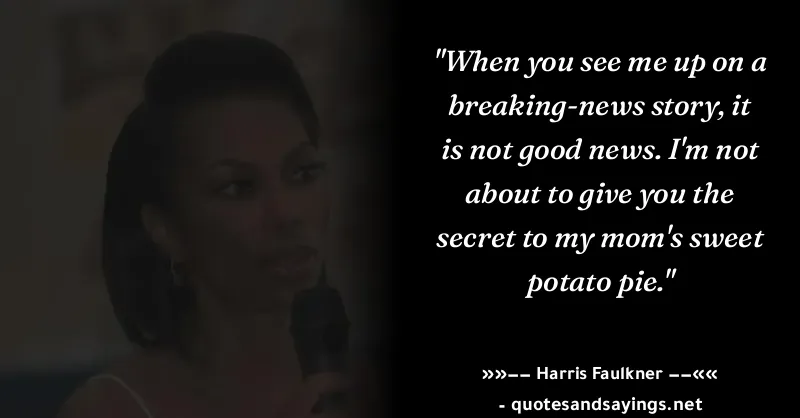 "When you see me up on a
breaking-news story, it
is not good news. I'm not
about to give you the
secret to my mom's sweet
potato pie."
»»−− Harris Faulkner −−««
- quotesandsayings.net